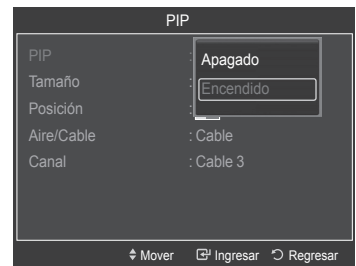 PIP
PIP : Apagado
Tamaño : Encendido
Posición :
Aire/Cable : Cable
Canal : Cable 3
Mover Ingresar Regresar